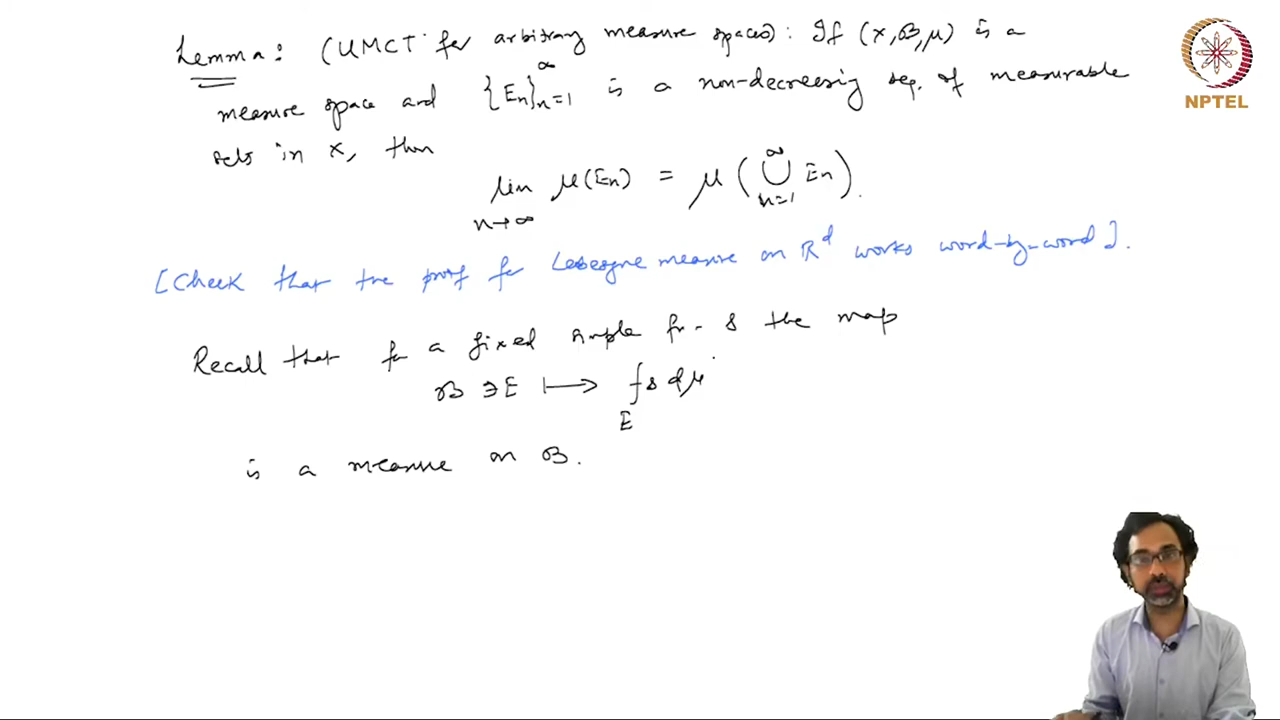 Lemma: (UMCT for arbitrary measure spaces): If (X, ℬ, μ) is a
measure space and {En}_{n=1}^∞ is a non-decreasing seq. of measurable
sets in X, then
lim_{n→∞} μ(En) = μ(⋃_{n=1}^∞ En).
[Check that the proof for Lebesgue measure on ℝ^d works word-by-word].
Recall that for a fixed simple fn. s the map
ℬ ∋ E ⟼ ∫_E s dμ
is a measure on ℬ.
NPTEL